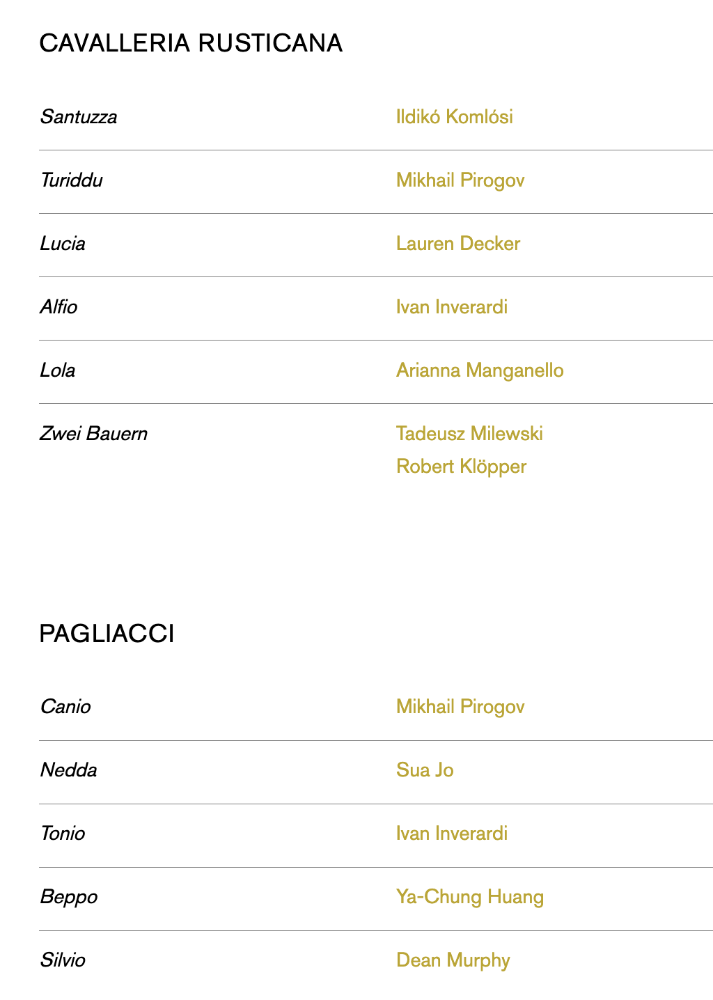 CAVALLERIA RUSTICANA
Santuzza Ildikó Komlósi
Turiddu Mikhail Pirogov
Lucia Lauren Decker
Alfio Ivan Inverardi
Lola Arianna Manganello
Zwei Bauern Tadeusz Milewski
Robert Klöpper
PAGLIACCI
Canio Mikhail Pirogov
Nedda Sua Jo
Tonio Ivan Inverardi
Beppo Ya-Chung Huang
Silvio Dean Murphy